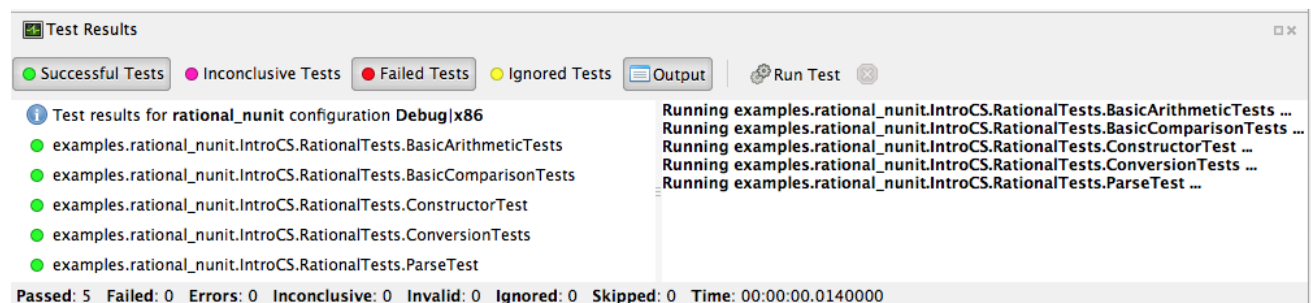 Test Results
Successful Tests Inconclusive Tests Failed Tests Ignored Tests Output Run Test
Test results for rational_nunit configuration Debug|x86
examples.rational_nunit.IntroCS.RationalTests.BasicArithmeticTests
examples.rational_nunit.IntroCS.RationalTests.BasicComparisonTests
examples.rational_nunit.IntroCS.RationalTests.ConstructorTest
examples.rational_nunit.IntroCS.RationalTests.ConversionTests
examples.rational_nunit.IntroCS.RationalTests.ParseTest
Running examples.rational_nunit.IntroCS.RationalTests.BasicArithmeticTests ...
Running examples.rational_nunit.IntroCS.RationalTests.BasicComparisonTests ...
Running examples.rational_nunit.IntroCS.RationalTests.ConstructorTest ...
Running examples.rational_nunit.IntroCS.RationalTests.ConversionTests ...
Running examples.rational_nunit.IntroCS.RationalTests.ParseTest ...
Passed: 5 Failed: 0 Errors: 0 Inconclusive: 0 Invalid: 0 Ignored: 0 Skipped: 0 Time: 00:00:00.0140000